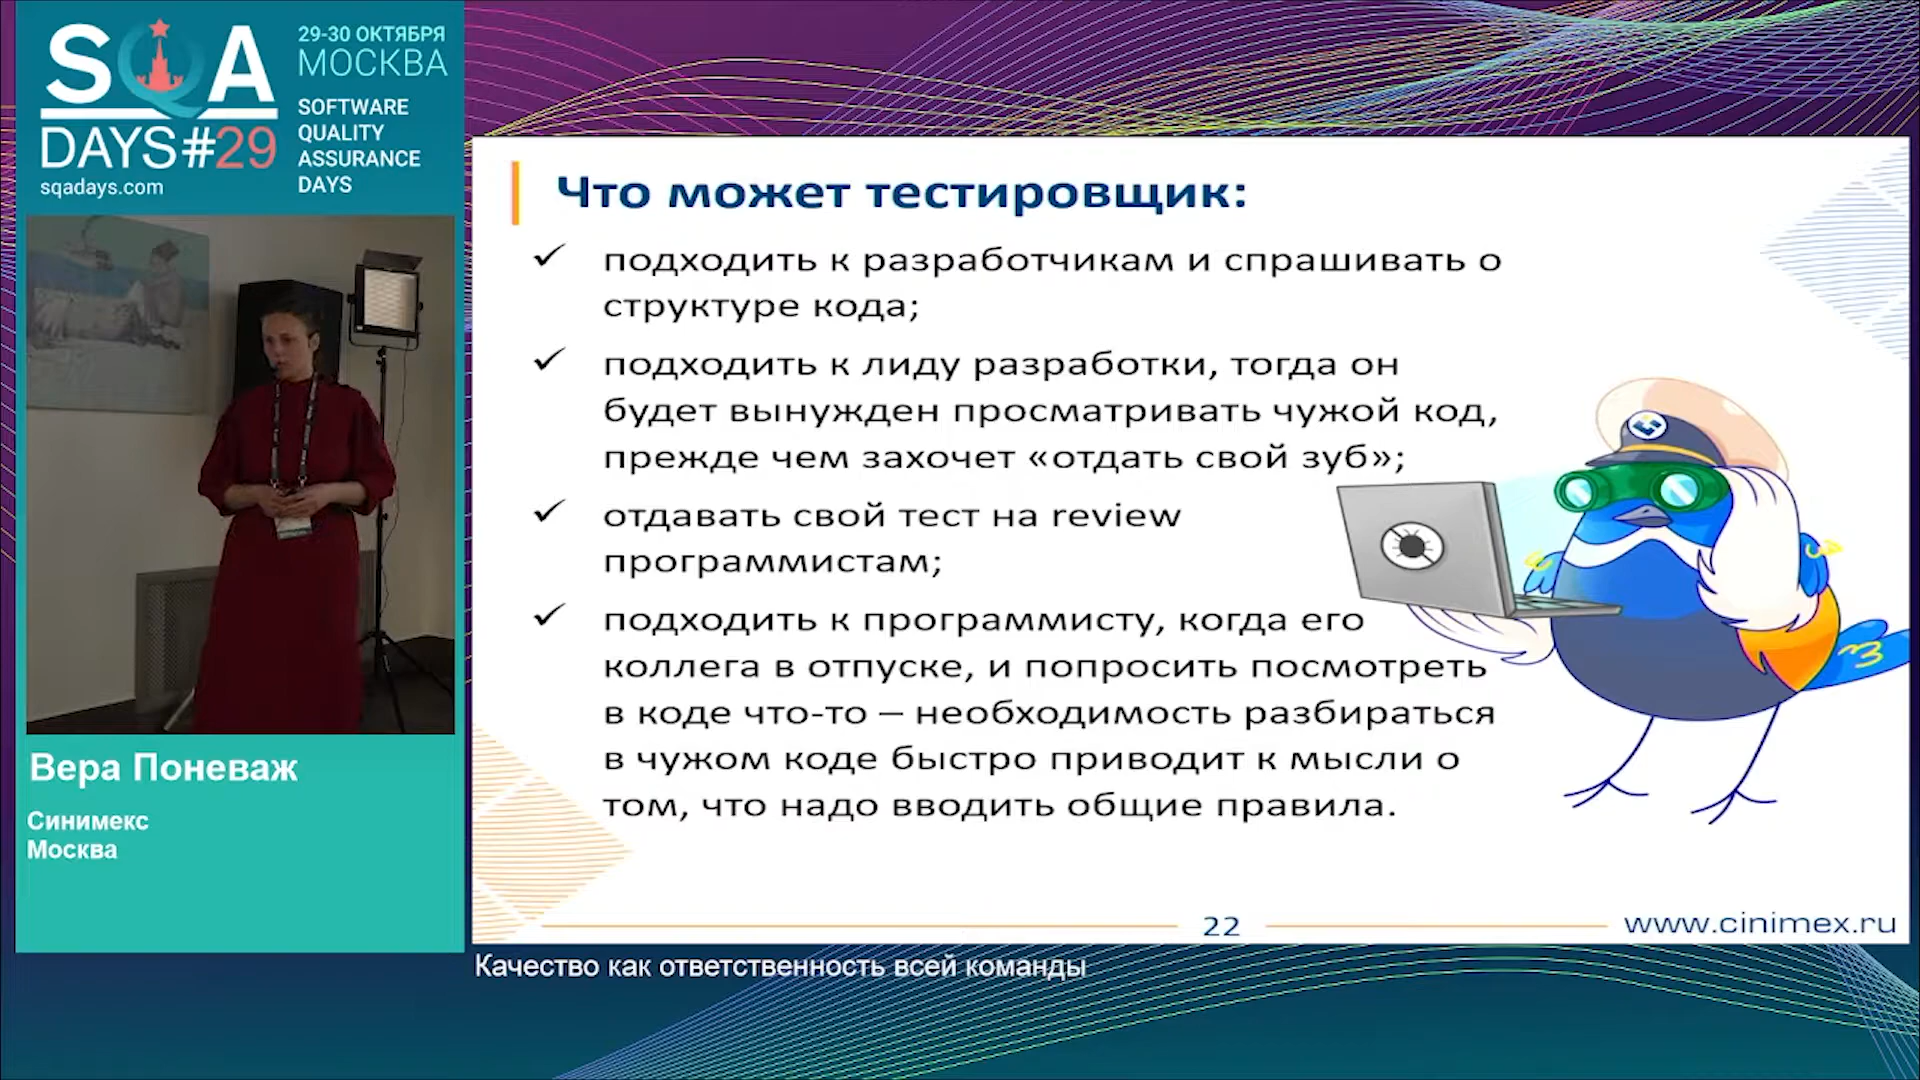 SQA
DAYS#29
sqadays.com
29-30 ОКТЯБРЯ
МОСКВА
SOFTWARE
QUALITY
ASSURANCE
DAYS
Вера Поневаж
Синимекс
Москва
Что может тестировщик:
✓ подходить к разработчикам и спрашивать о
структуре кода;
✓ подходить к лиду разработки, тогда он
будет вынужден просматривать чужой код,
прежде чем захочет «отдать свой зуб»;
✓ отдавать свой тест на review
программистам;
✓ подходить к программисту, когда его
коллега в отпуске, и попросить посмотреть
в коде что-то – необходимость разбираться
в чужом коде быстро приводит к мысли о
том, что надо вводить общие правила.
22
www.cinimex.ru
Качество как ответственность всей команды